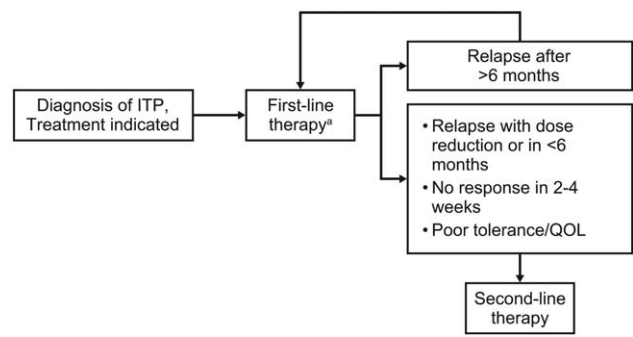 Diagnosis of ITP,
Treatment indicated
First-line
therapyᵃ
Relapse after
>6 months
• Relapse with dose
reduction or in <6
months
• No response in 2-4
weeks
• Poor tolerance/QOL
Second-line
therapy